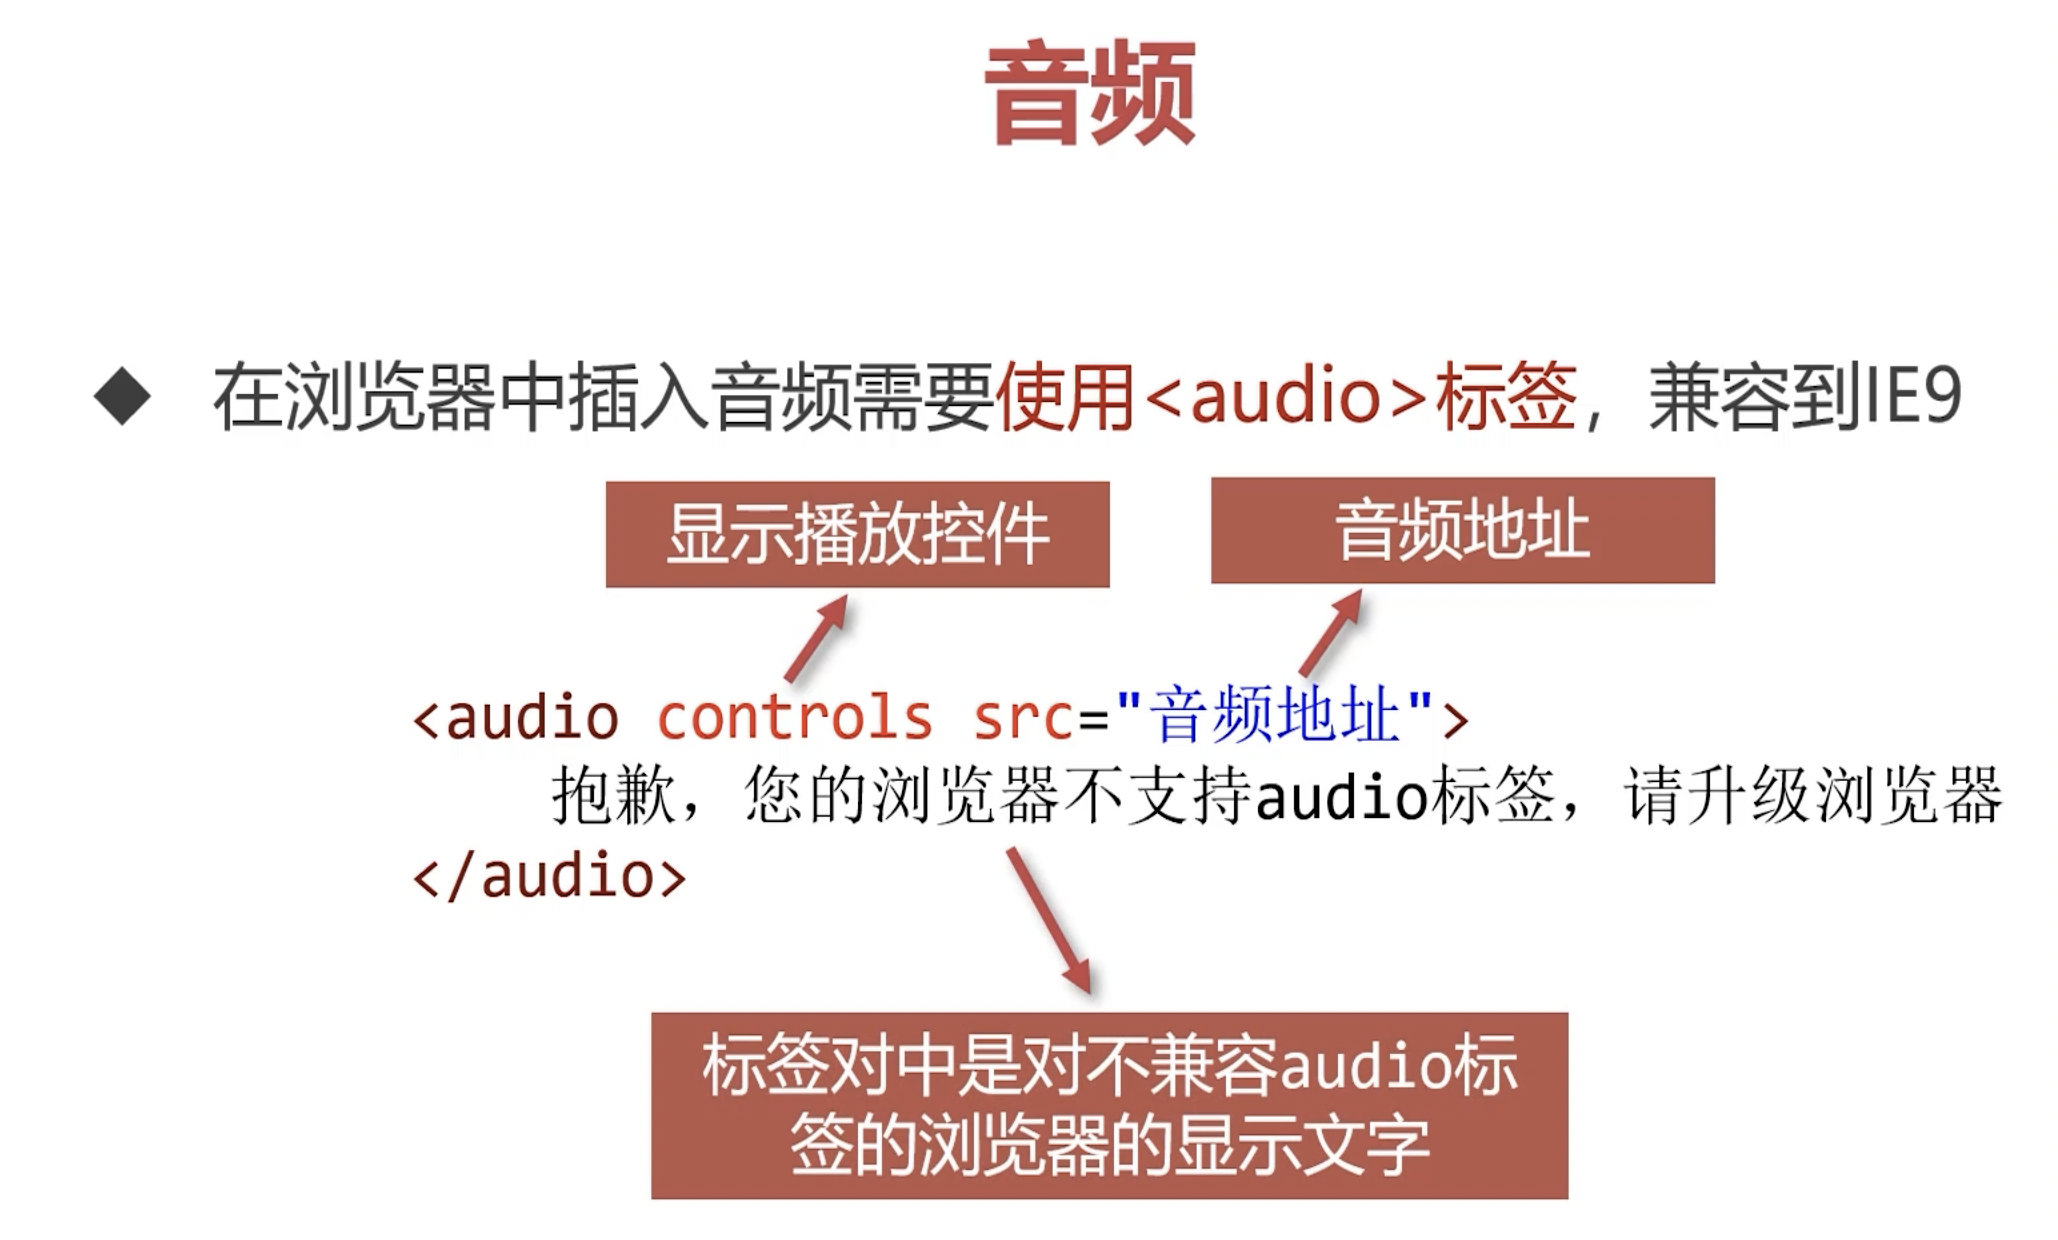 音频
◆ 在浏览器中插入音频需要使用<audio>标签，兼容到IE9
显示播放控件
音频地址
<audio controls src="音频地址">
抱歉，您的浏览器不支持audio标签，请升级浏览器
</audio>
标签对中是对不兼容audio标
签的浏览器的显示文字